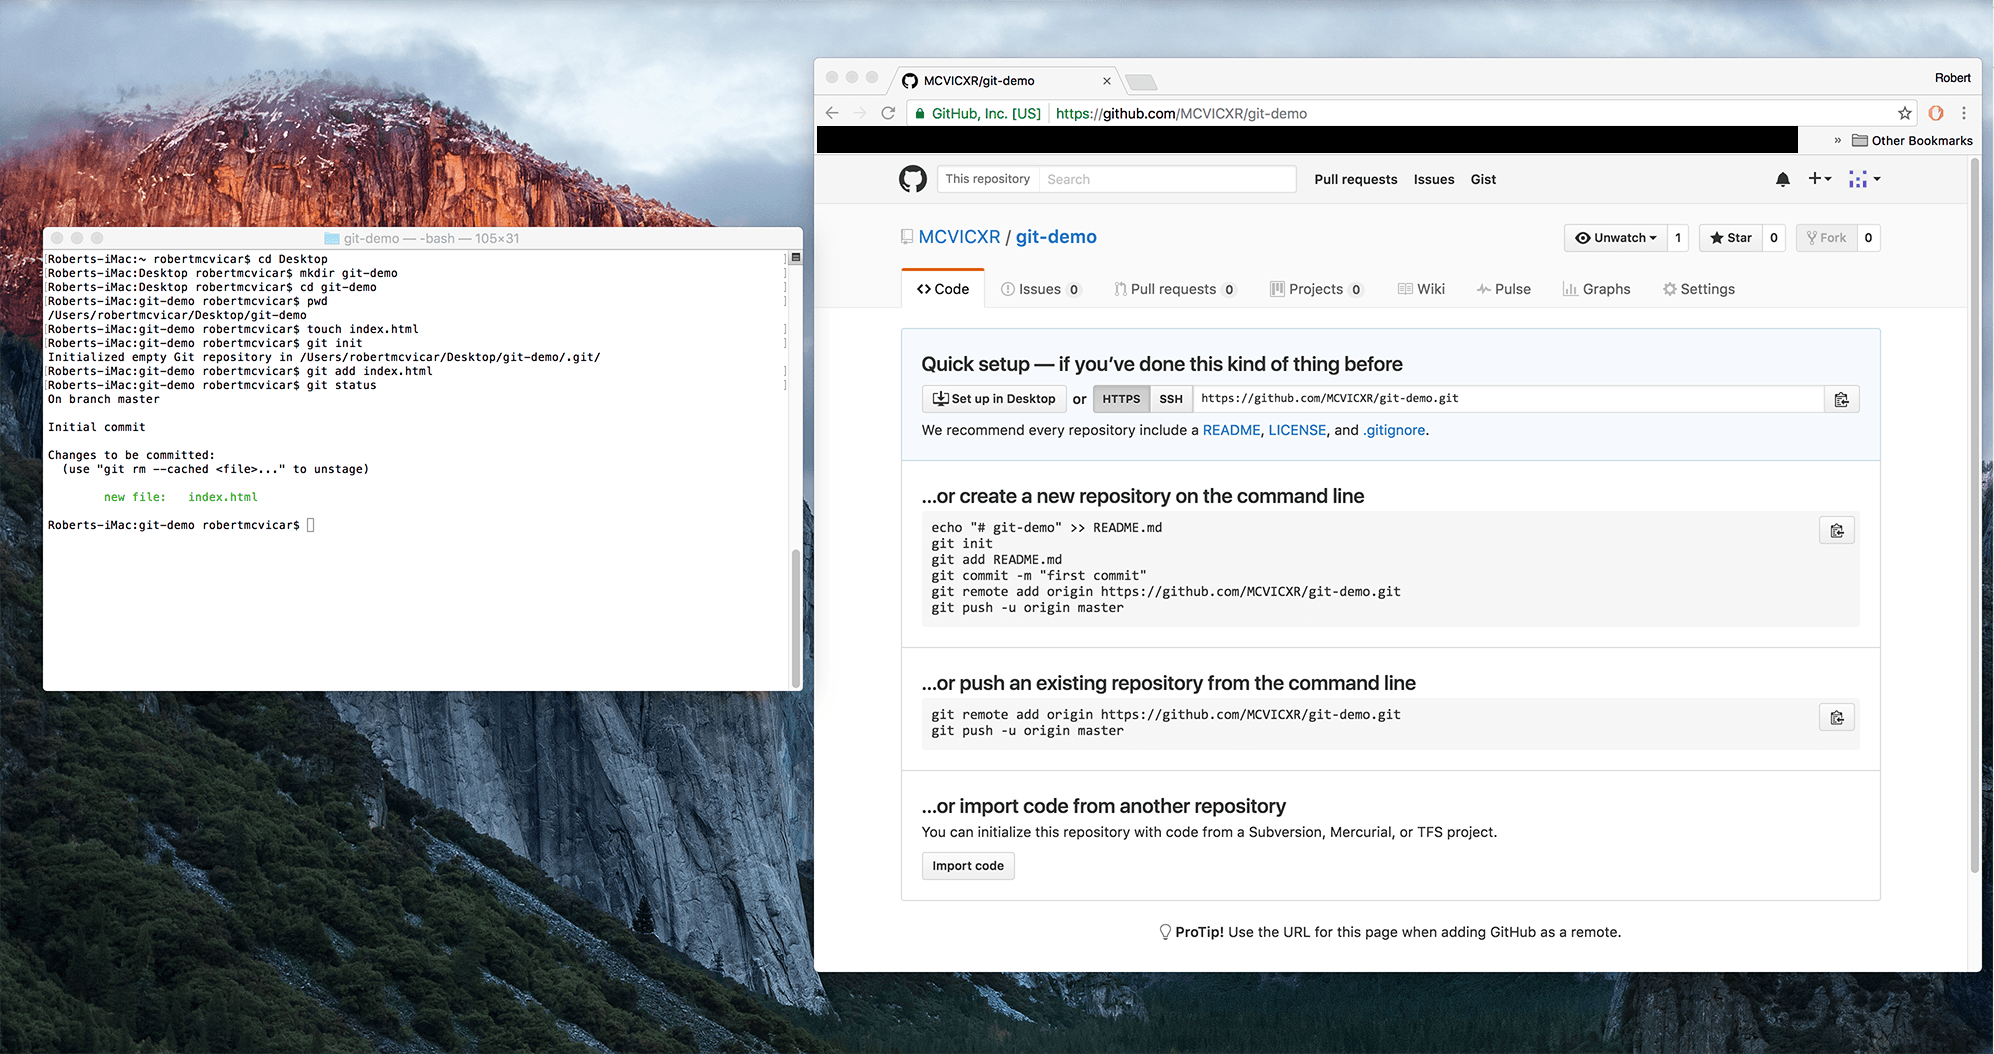 git-demo — -bash — 105×31
Roberts-iMac:~ robertmcvicar$ cd Desktop
Roberts-iMac:Desktop robertmcvicar$ mkdir git-demo
Roberts-iMac:Desktop robertmcvicar$ cd git-demo
Roberts-iMac:git-demo robertmcvicar$ pwd
/Users/robertmcvicar/Desktop/git-demo
Roberts-iMac:git-demo robertmcvicar$ touch index.html
Roberts-iMac:git-demo robertmcvicar$ git init
Initialized empty Git repository in /Users/robertmcvicar/Desktop/git-demo/.git/
Roberts-iMac:git-demo robertmcvicar$ git add index.html
Roberts-iMac:git-demo robertmcvicar$ git status
On branch master
Initial commit
Changes to be committed:
(use "git rm --cached <file>..." to unstage)
new file: index.html
Roberts-iMac:git-demo robertmcvicar$
MCVICXR/git-demo
Robert
GitHub, Inc. [US] https://github.com/MCVICXR/git-demo
» Other Bookmarks
This repository Search Pull requests Issues Gist
MCVICXR / git-demo
Unwatch 1 Star 0 Fork 0
Code Issues 0 Pull requests 0 Projects 0 Wiki Pulse Graphs Settings
Quick setup — if you’ve done this kind of thing before
Set up in Desktop or HTTPS SSH https://github.com/MCVICXR/git-demo.git
We recommend every repository include a README, LICENSE, and .gitignore.
…or create a new repository on the command line
echo "# git-demo" >> README.md
git init
git add README.md
git commit -m "first commit"
git remote add origin https://github.com/MCVICXR/git-demo.git
git push -u origin master
…or push an existing repository from the command line
git remote add origin https://github.com/MCVICXR/git-demo.git
git push -u origin master
…or import code from another repository
You can initialize this repository with code from a Subversion, Mercurial, or TFS project.
Import code
ProTip! Use the URL for this page when adding GitHub as a remote.